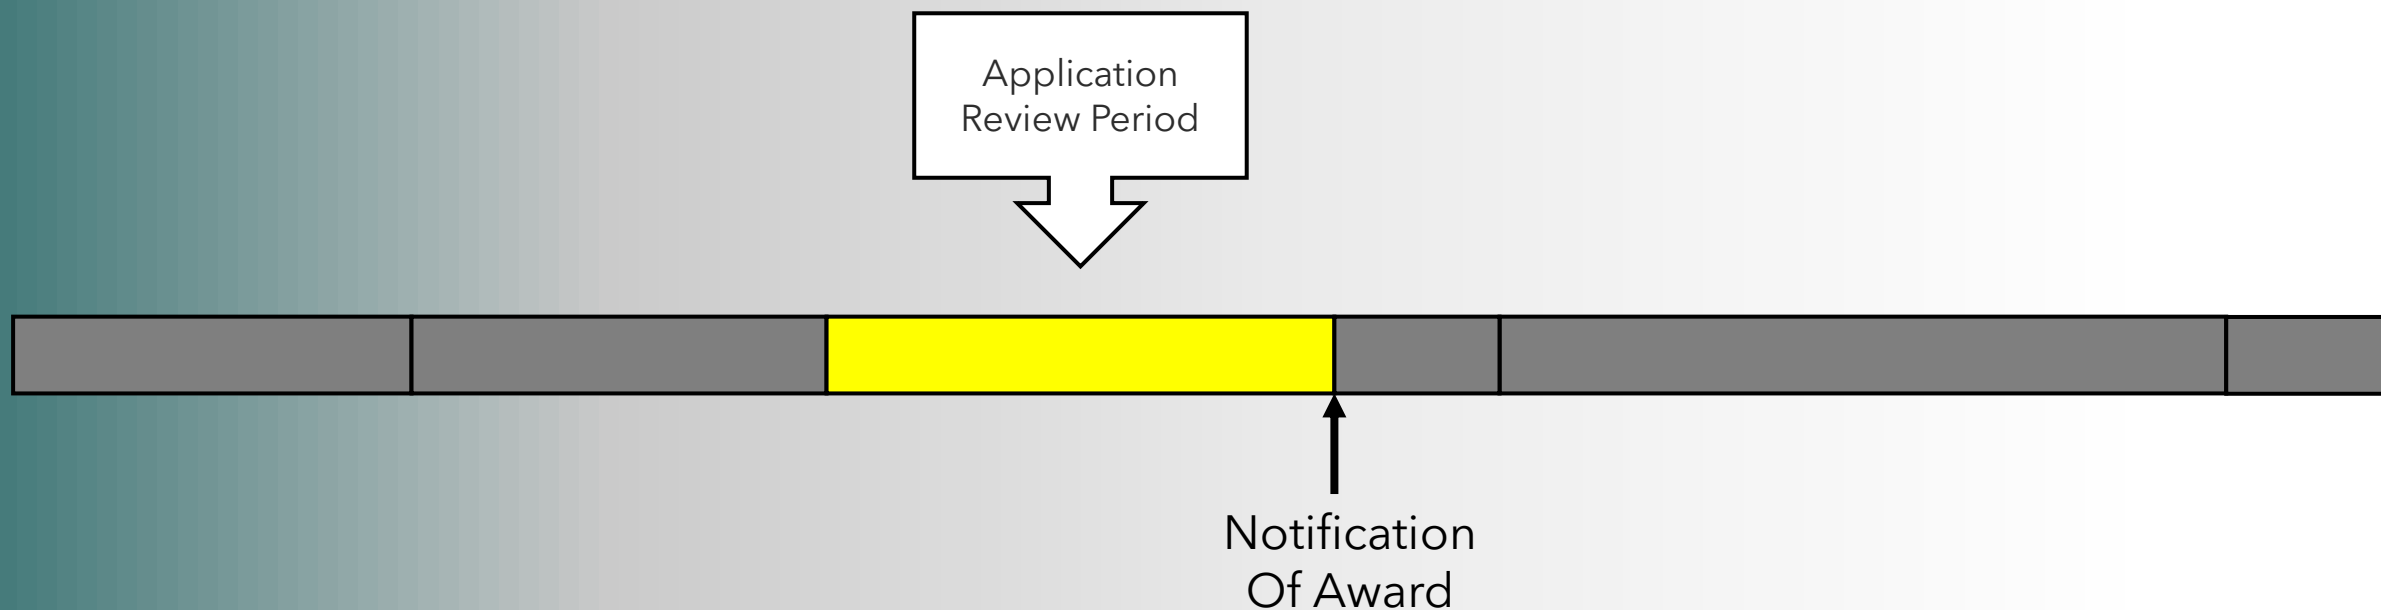 Application
Review Period
Notification
Of Award